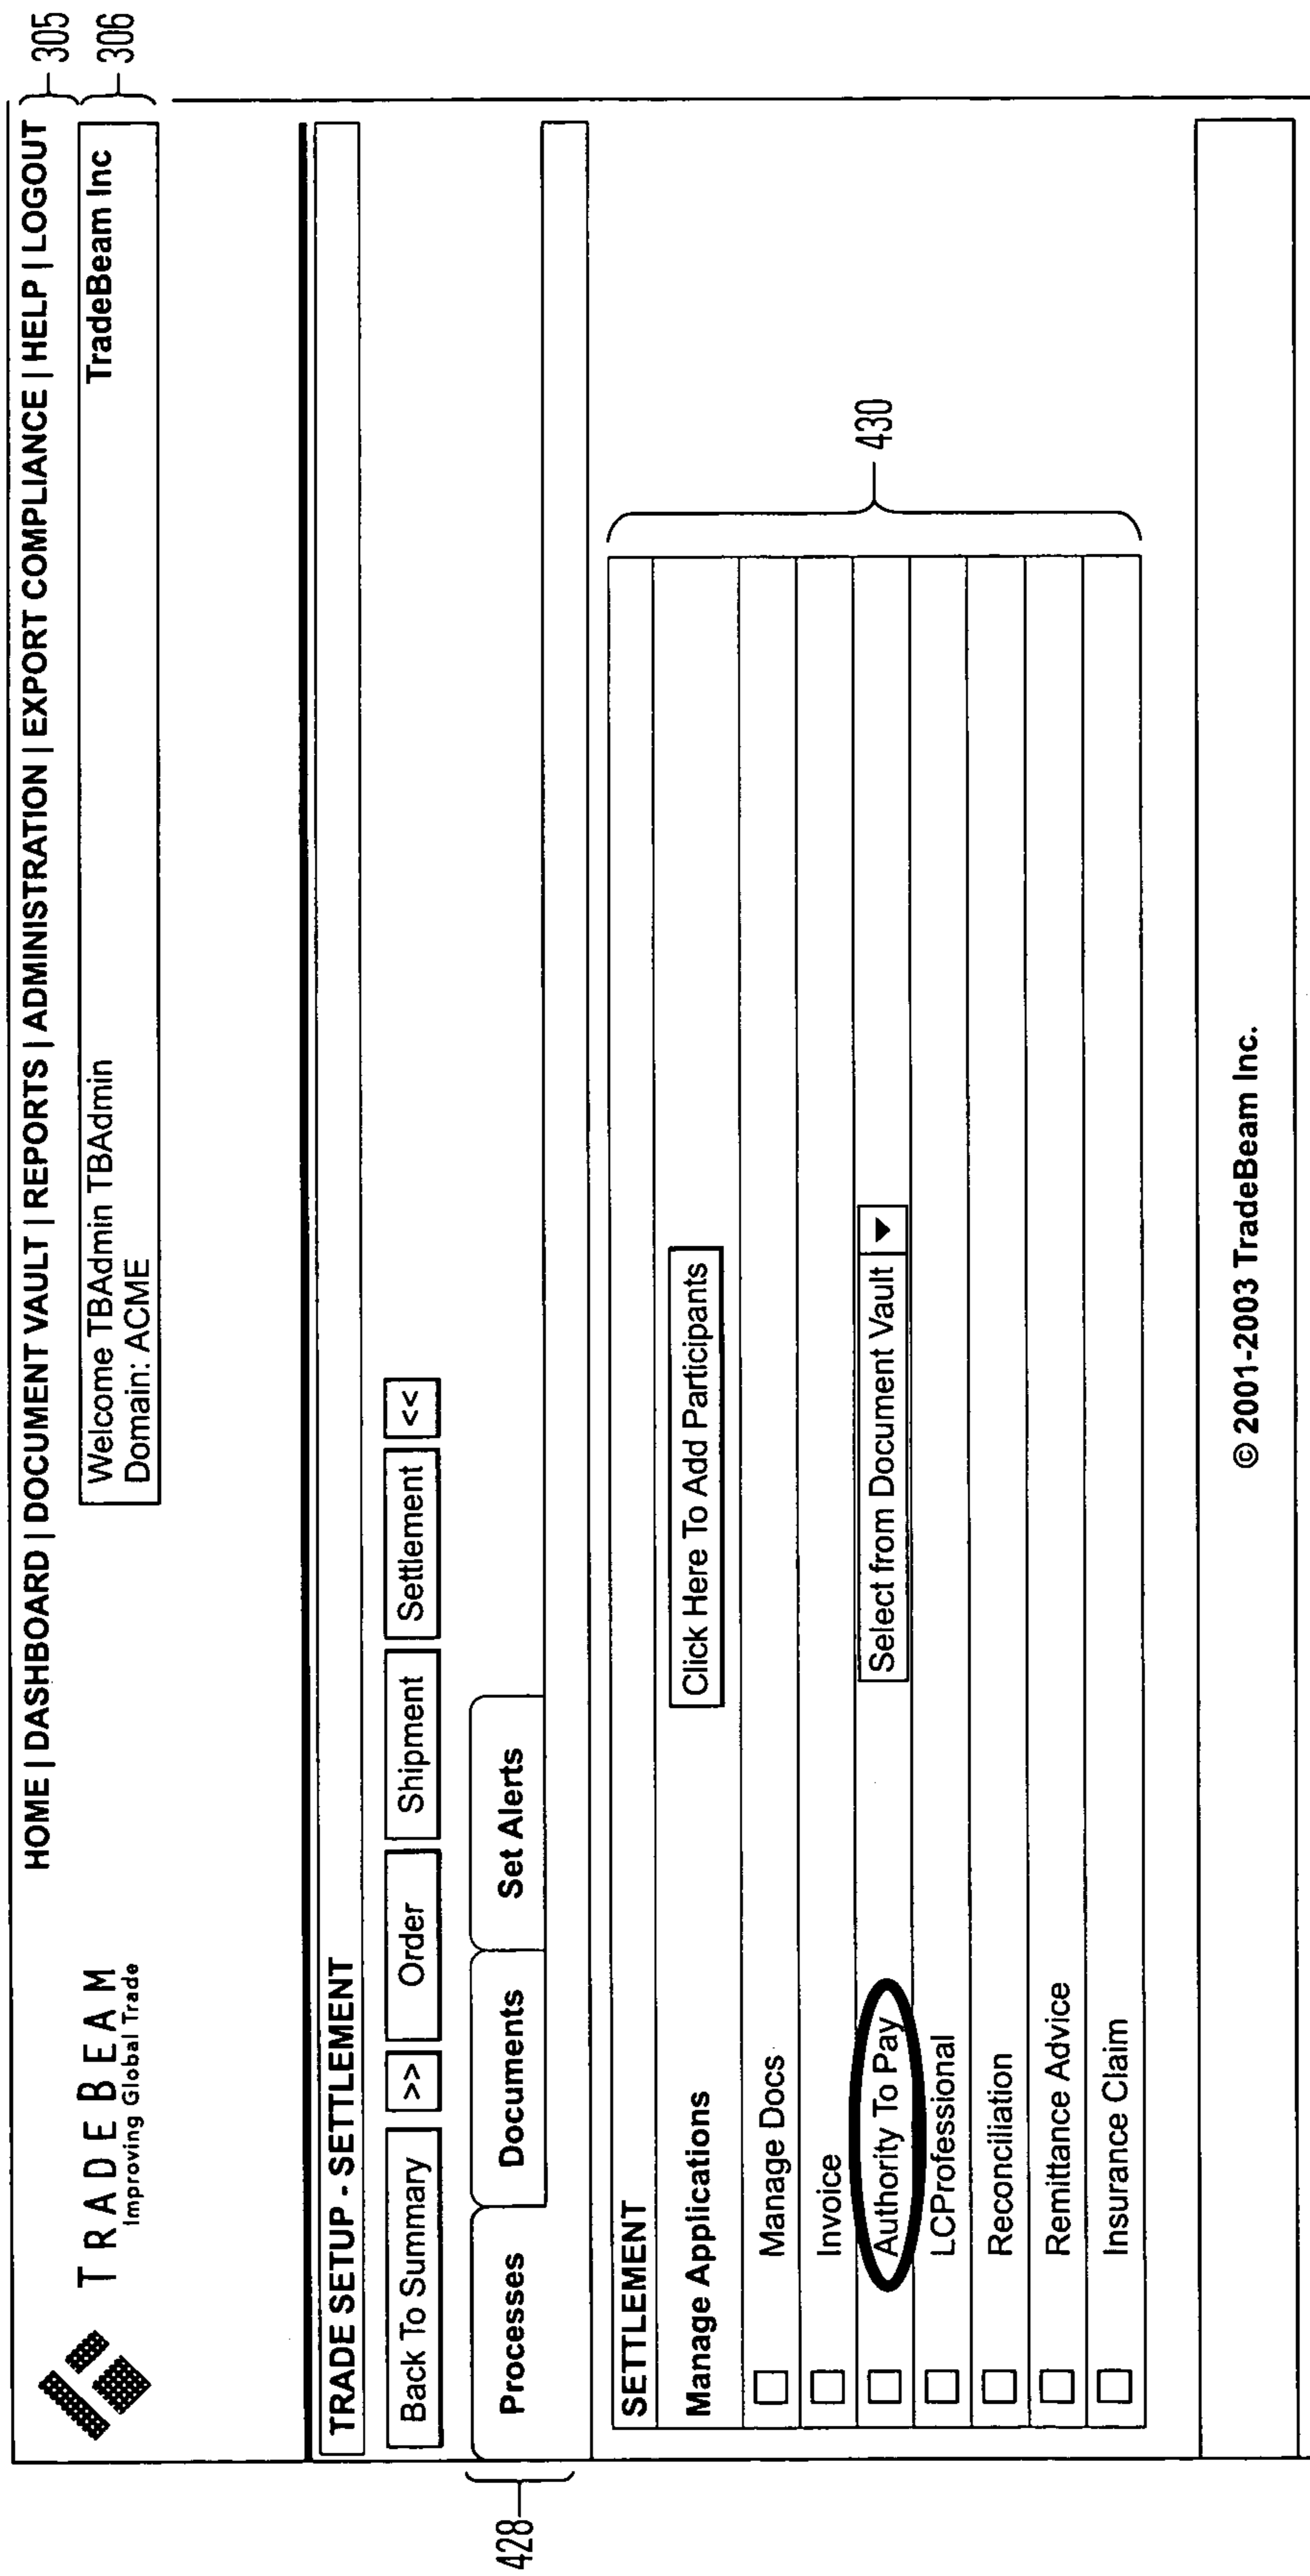 HOME | DASHBOARD | DOCUMENT VAULT | REPORTS | ADMINISTRATION | EXPORT COMPLIANCE | HELP | LOGOUT
305
TRADEBEAM
Improving Global Trade
Welcome TBAdmin TBAdmin
Domain: ACME
TradeBeam Inc
306
TRADE SETUP - SETTLEMENT
Back To Summary >> Order Shipment Settlement <<
428
Processes Documents Set Alerts
SETTLEMENT
Manage Applications Click Here To Add Participants
Manage Docs
Invoice
Authority To Pay Select from Document Vault
430
LCProfessional
Reconciliation
Remittance Advice
Insurance Claim
© 2001-2003 TradeBeam Inc.